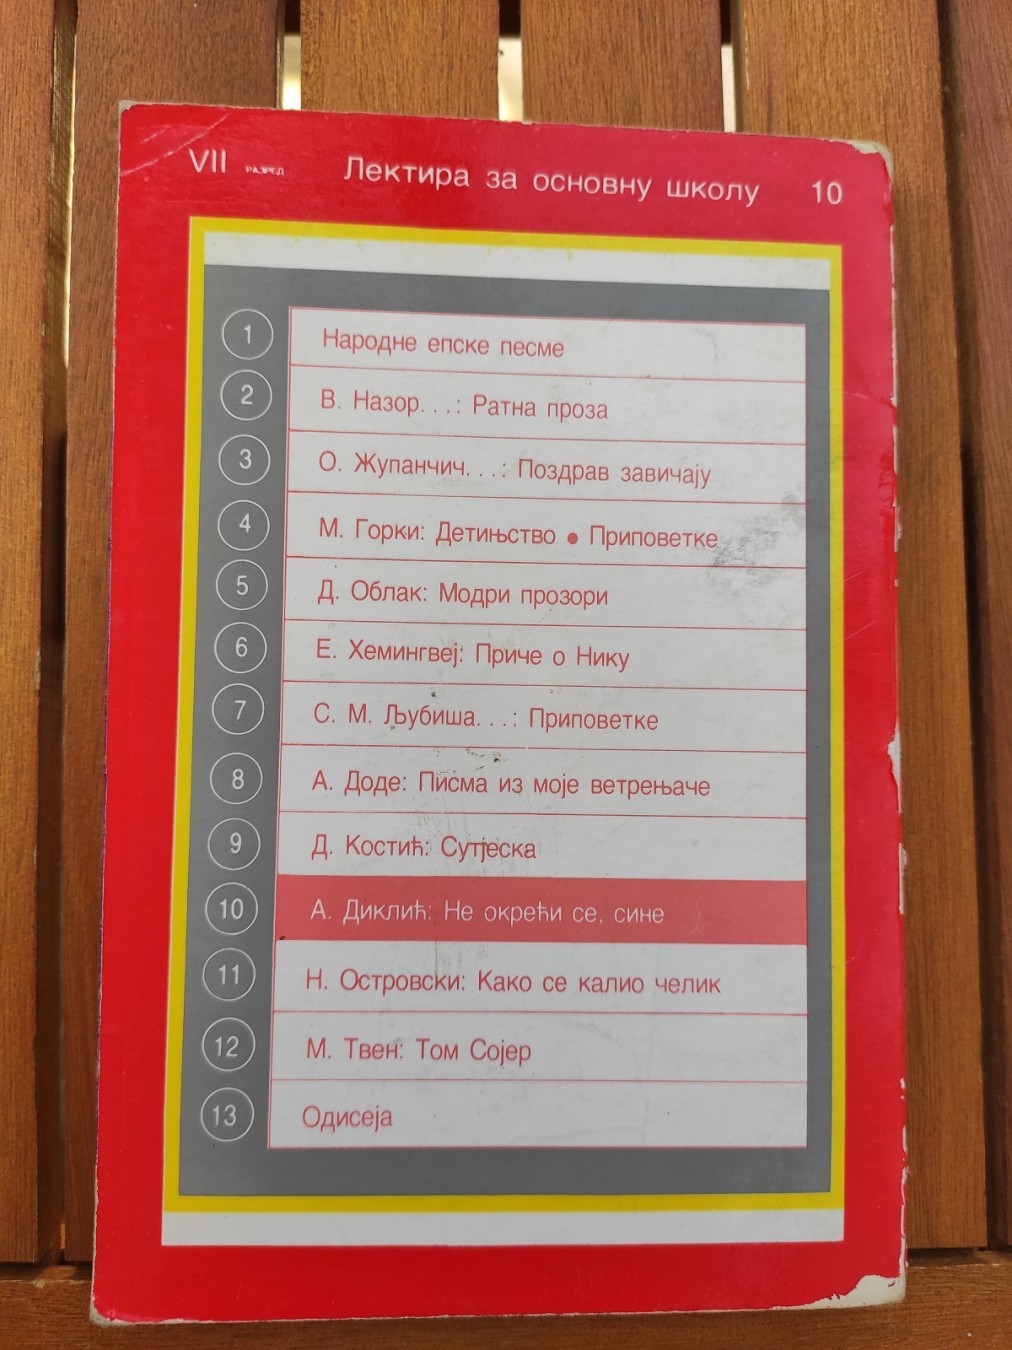 VII РАЗРЕД Лектира за основну школу 10
1 Народне епске песме
2 В. Назор...: Ратна проза
3 О. Жупанчич...: Поздрав завичају
4 М. Горки: Детињство • Приповетке
5 Д. Облак: Модри прозори
6 Е. Хемингвеј: Приче о Нику
7 С. М. Љубиша...: Приповетке
8 А. Доде: Писма из моје ветрењаче
9 Д. Костић: Сутјеска
10 А. Диклић: Не окрећи се, сине
11 Н. Островски: Како се калио челик
12 М. Твен: Том Сојер
13 Одисеја